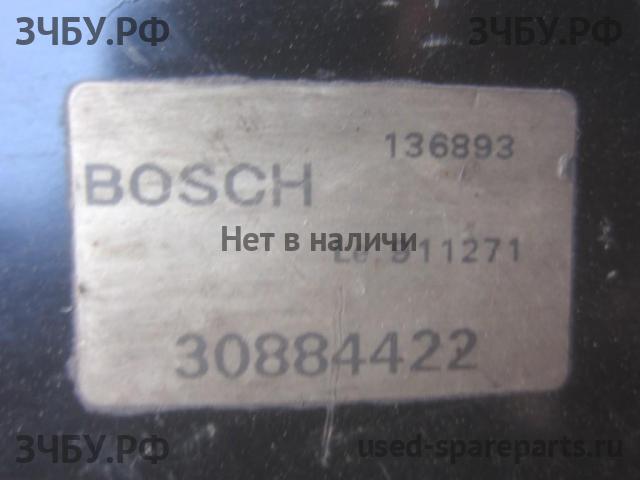 ЗЧБУ.РФ ЗЧБУ.РФ
136893
BOSCH
Нет в наличи
911271
30884422
ЗЧБУ.РФ used-spareparts.ru